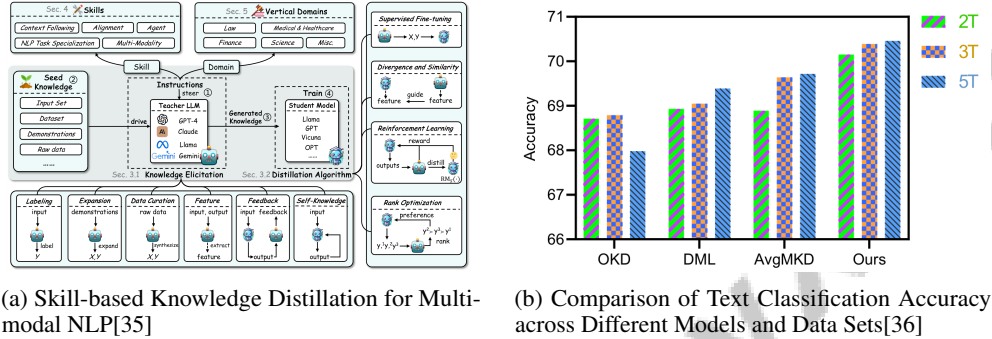 Sec. 4 Skills
Context Following Alignment Agent
NLP Task Specialization Multi-Modality
Sec. 5 Vertical Domains
Law Medical & Healthcare
Finance Science Misc.
Skill
Domain
Seed Knowledge ②
Input Set
Dataset
Demonstrations
Raw data
......
drive
Instructions
steer ①
Teacher LLM
GPT-4
Claude
Llama
Gemini Gemini
Generated Knowledge ③
Train ④
Student Model
Llama
GPT
Vicuna
OPT
.....
Sec. 3.1 Knowledge Elicitation
Sec. 3.2 Distillation Algorithm
Labeling
input
label
Y
Expansion
demonstrations
expand
X,Y
Data Curation
raw data
synthesize
X,Y
Feature
input, output
extract
feature
Feedback
input feedback
output
Self-Knowledge
input
output
Supervised Fine-tuning
X,Y
Divergence and Similarity
guide
feature feature
Reinforcement Learning
reward
outputs distill
Rank Optimization
preference
rank
71
70
69
68
67
66
Accuracy
OKD DML AvgMKD Ours
2T
3T
5T
(a) Skill-based Knowledge Distillation for Multi-
modal NLP[35]
(b) Comparison of Text Classification Accuracy
across Different Models and Data Sets[36]